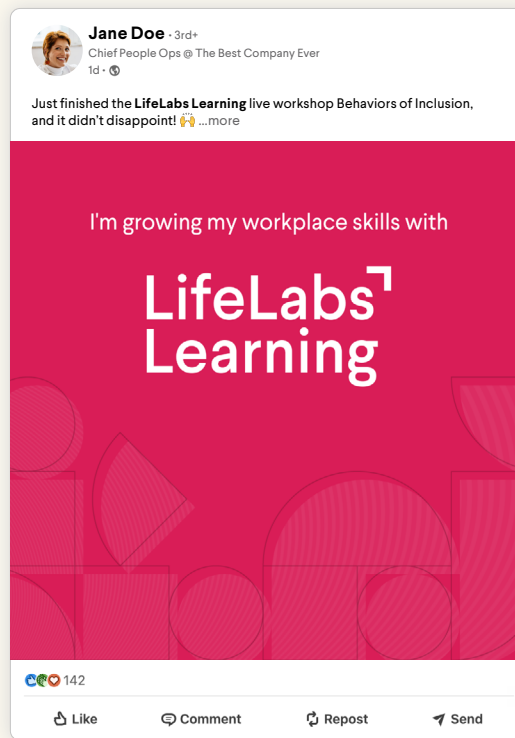 Jane Doe • 3rd+
Chief People Ops @ The Best Company Ever
1d •
Just finished the LifeLabs Learning live workshop Behaviors of Inclusion,
and it didn't disappoint! 🙌 ...more
I'm growing my workplace skills with
LifeLabs
Learning
142
Like Comment Repost Send